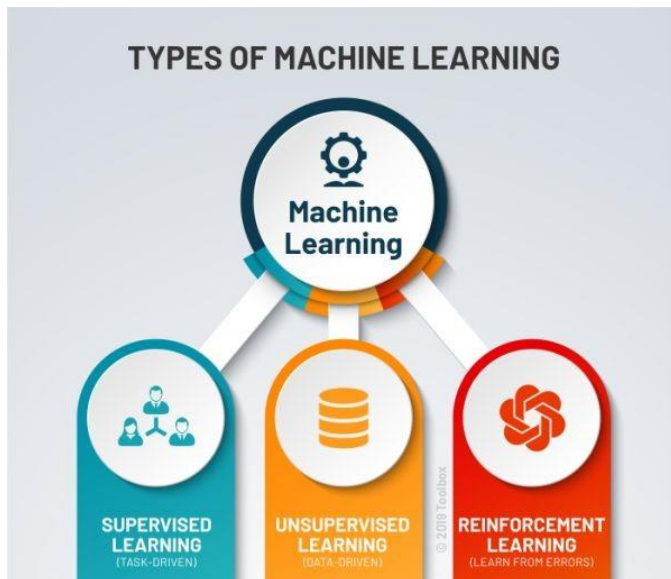 TYPES OF MACHINE LEARNING
Machine
Learning
SUPERVISED
LEARNING
(TASK-DRIVEN)
UNSUPERVISED
LEARNING
(DATA-DRIVEN)
© 2019 Toolbox
REINFORCEMENT
LEARNING
(LEARN FROM ERRORS)